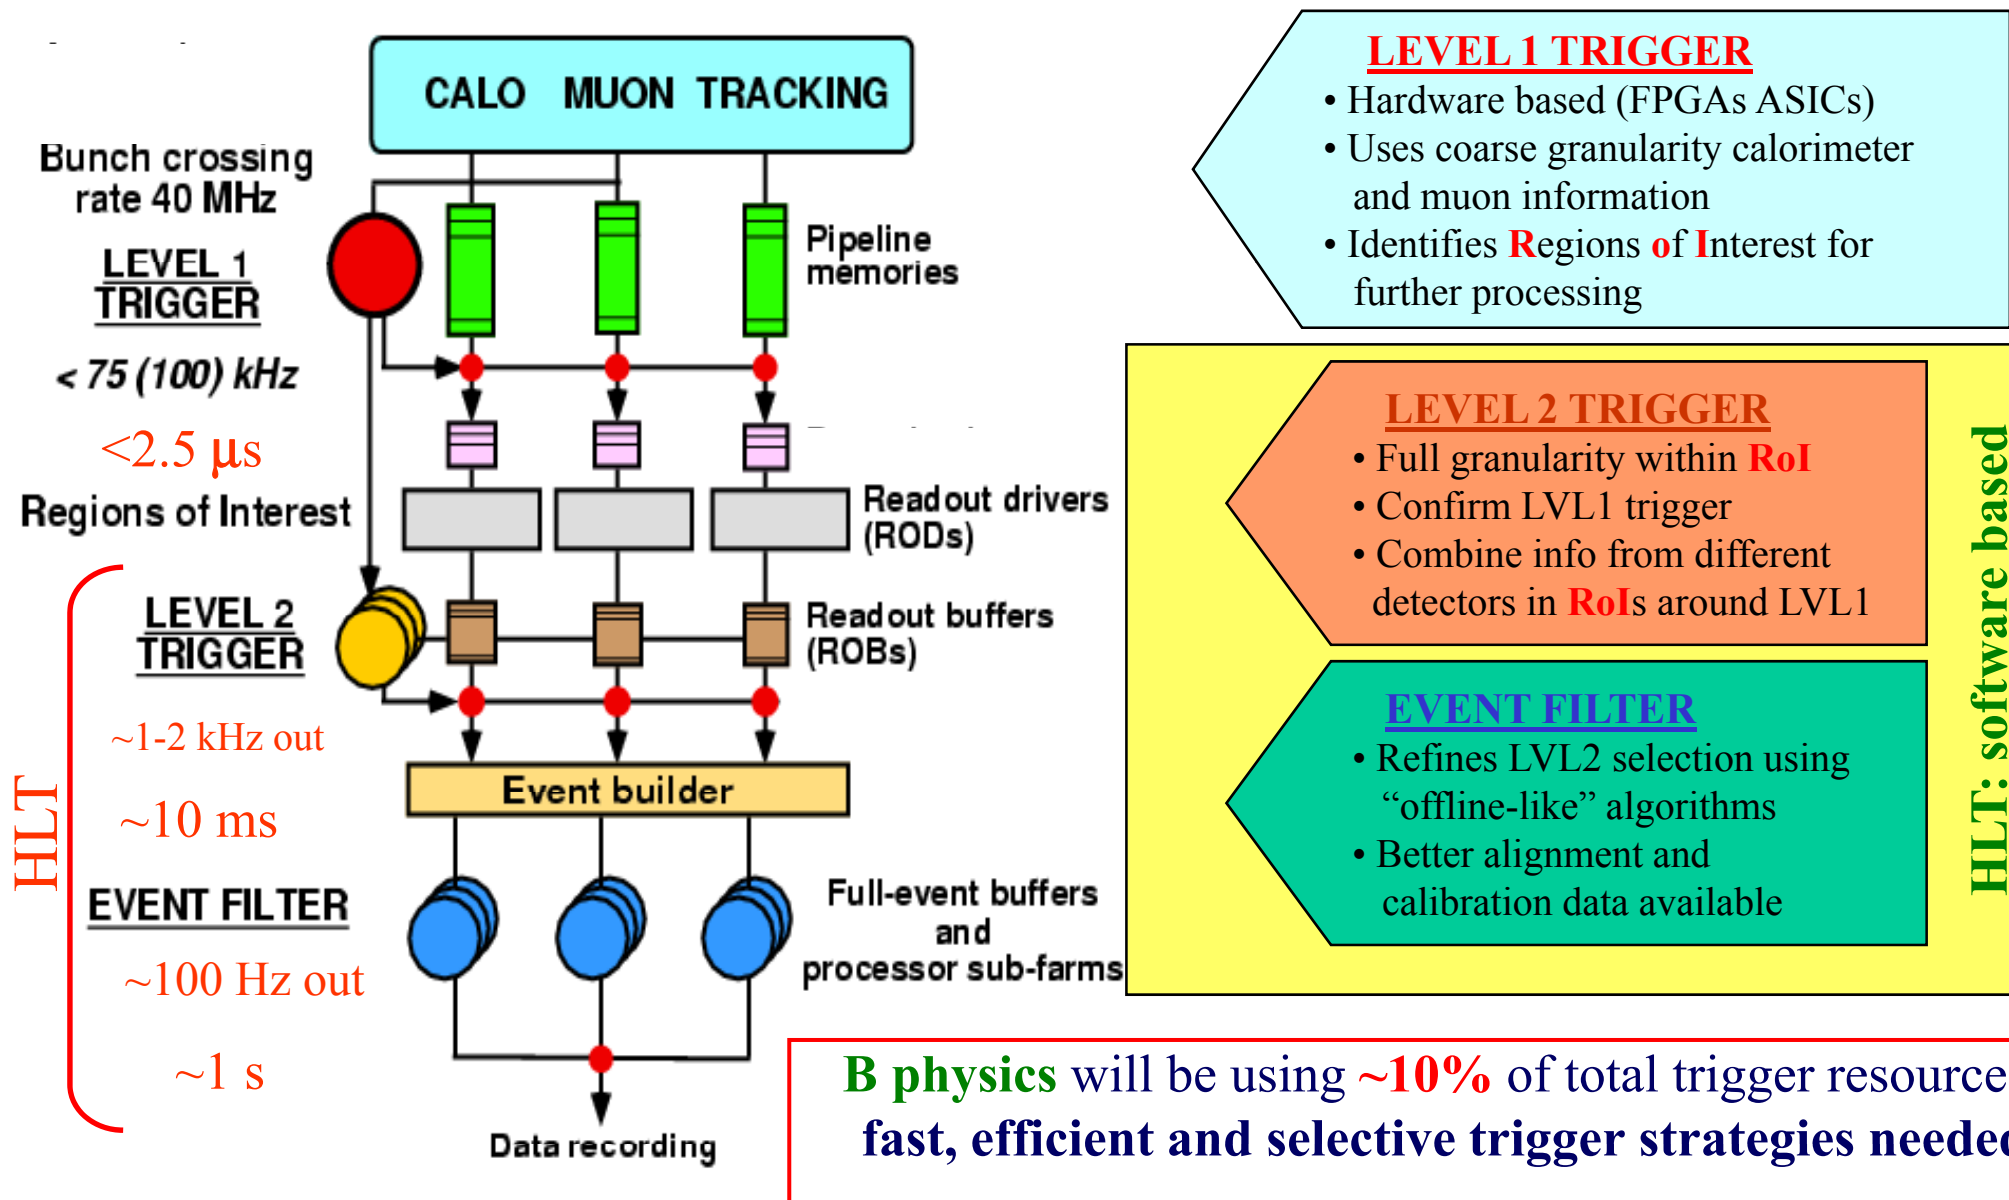 CALO MUON TRACKING
Bunch crossing
rate 40 MHz
LEVEL 1
TRIGGER
< 75 (100) kHz
<2.5 μs
Regions of Interest
Pipeline
memories
Readout drivers
(RODs)
HLT
LEVEL 2
TRIGGER
~1-2 kHz out
~10 ms
Readout buffers
(ROBs)
Event builder
EVENT FILTER
~100 Hz out
~1 s
Full-event buffers
and
processor sub-farms
Data recording
LEVEL 1 TRIGGER
• Hardware based (FPGAs ASICs)
• Uses coarse granularity calorimeter
and muon information
• Identifies Regions of Interest for
further processing
LEVEL 2 TRIGGER
• Full granularity within RoI
• Confirm LVL1 trigger
• Combine info from different
detectors in RoIs around LVL1
EVENT FILTER
• Refines LVL2 selection using
“offline-like” algorithms
• Better alignment and
calibration data available
HLT: software based
B physics will be using ~10% of total trigger resource
fast, efficient and selective trigger strategies needed